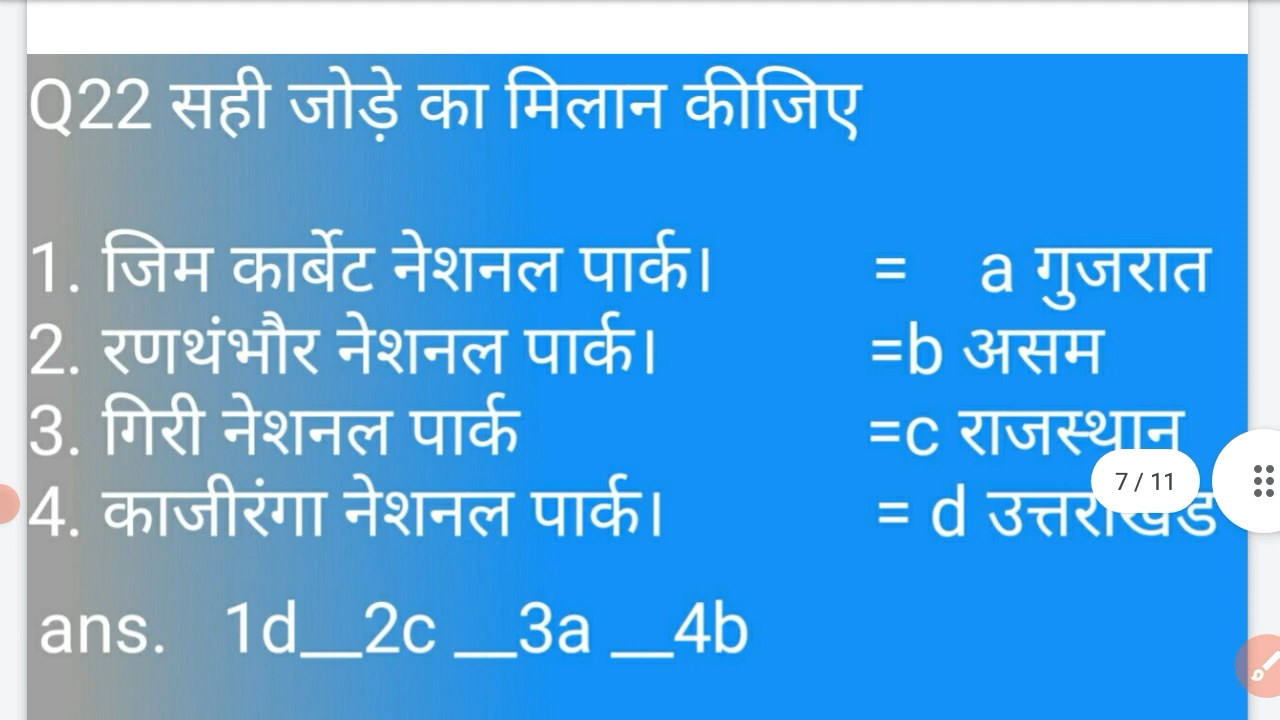 Q22 सही जोड़े का मिलान कीजिए
1. जिम कार्बेट नेशनल पार्क। = a गुजरात
2. रणथंभौर नेशनल पार्क। =b असम
3. गिरी नेशनल पार्क =c राजस्थान
7 / 11
4. काजीरंगा नेशनल पार्क। = d उत्तराखंड
ans. 1d__2c __3a __4b